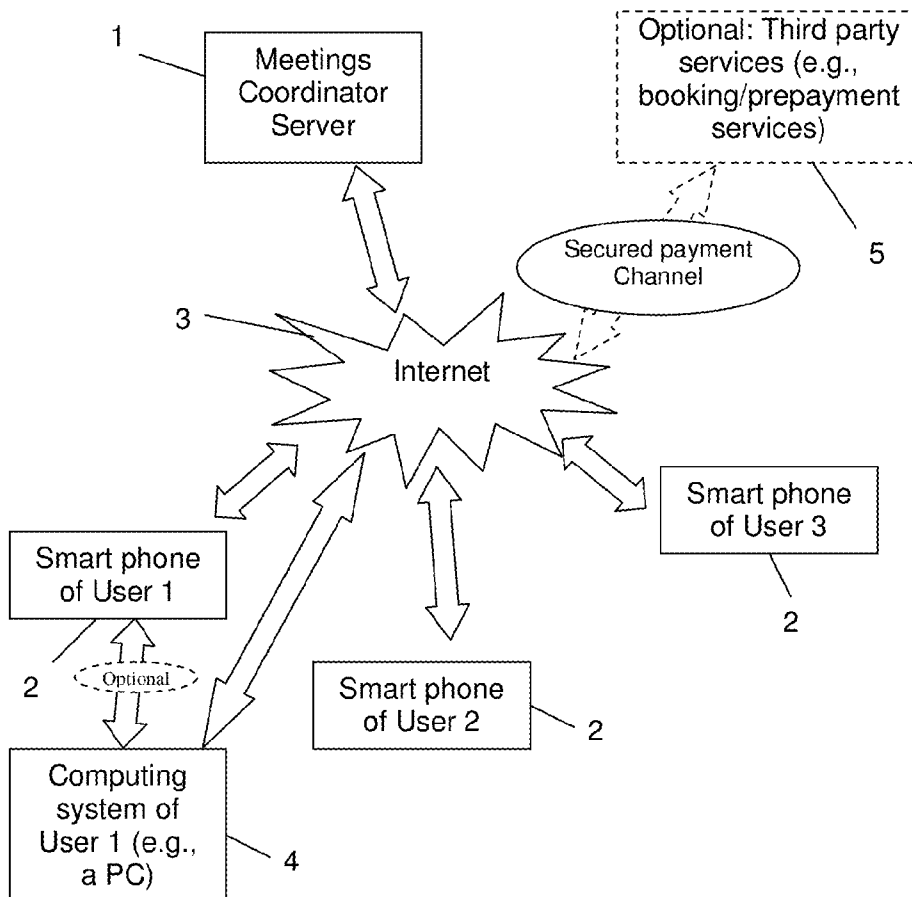 1
Meetings
Coordinator
Server
Optional: Third party
services (e.g.,
booking/prepayment
services)
5
Secured payment
Channel
3
Internet
Smart phone
of User 3
2
Smart phone
of User 1
2
Optional
Smart phone
of User 2
2
Computing
system of
User 1 (e.g.,
a PC)
4